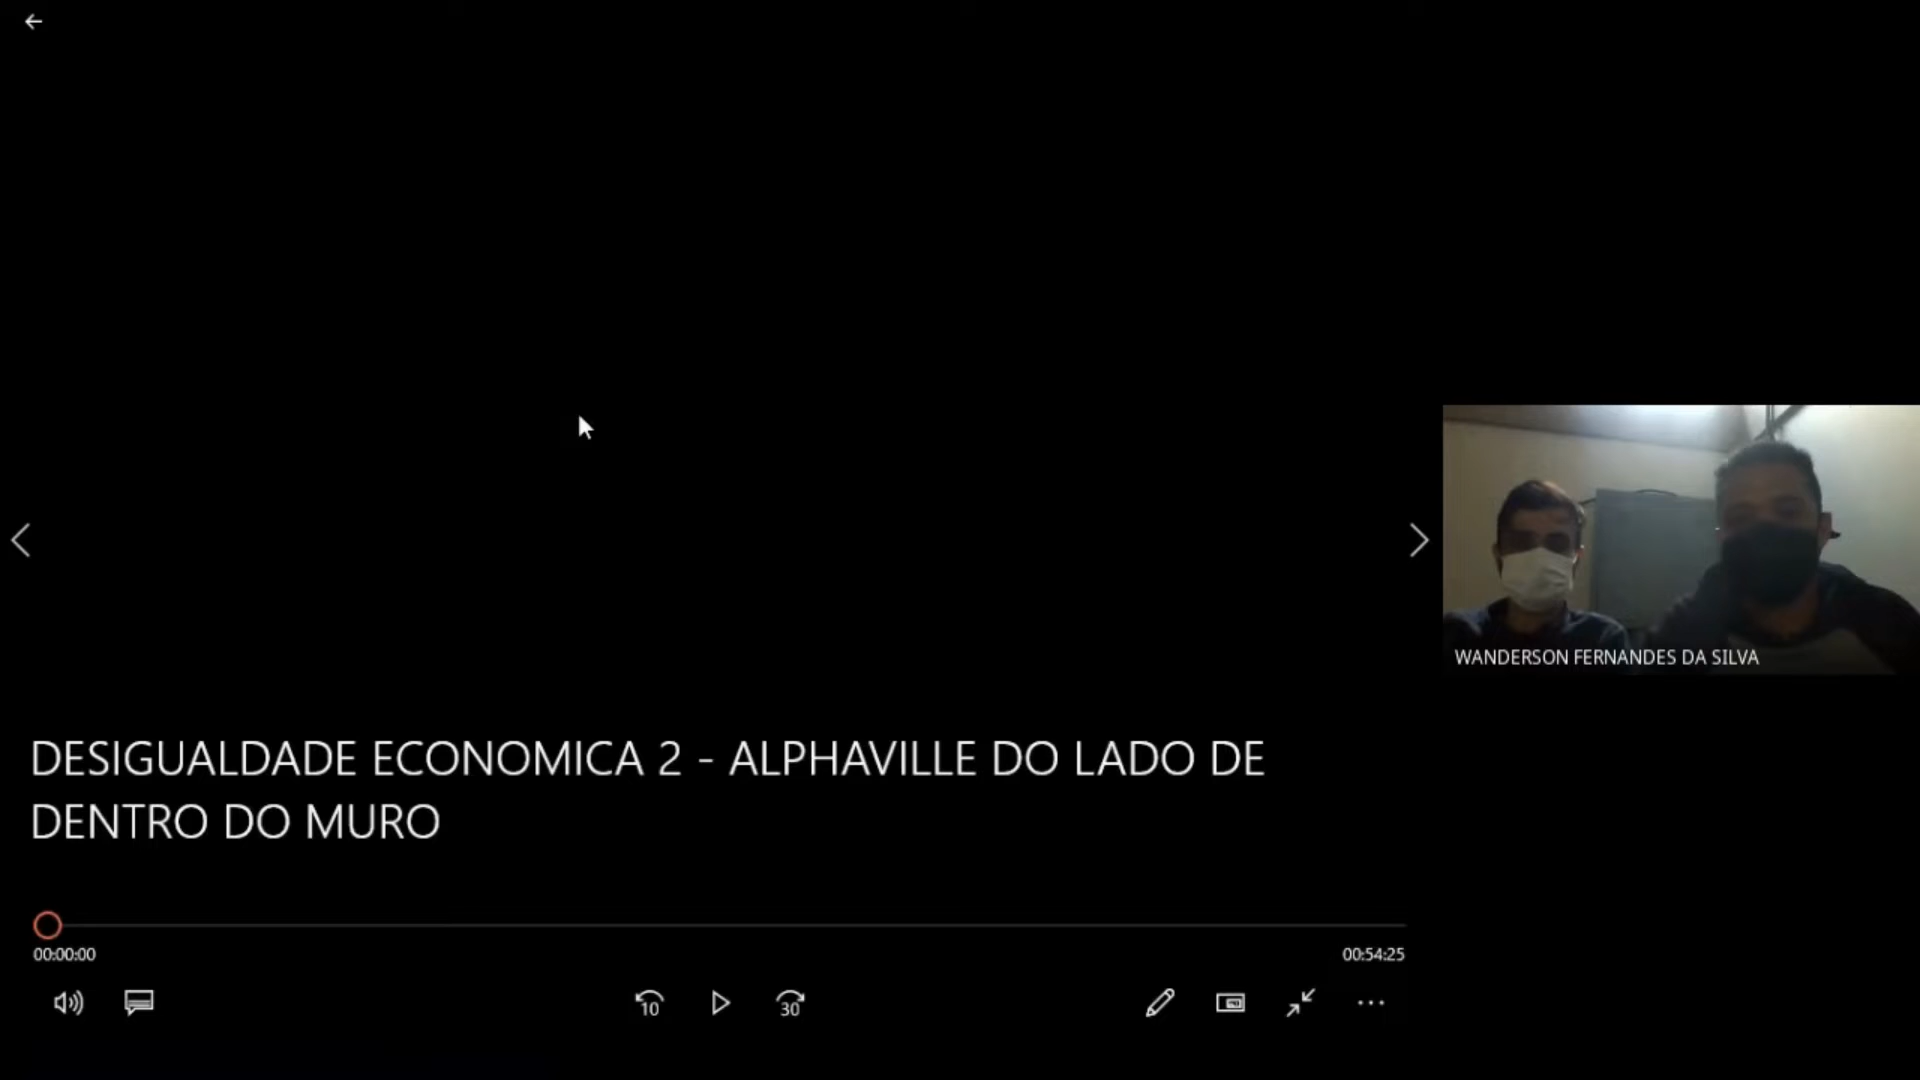 WANDERSON FERNANDES DA SILVA
DESIGUALDADE ECONOMICA 2 - ALPHAVILLE DO LADO DE
DENTRO DO MURO
00:00:00
00:54:25
10
30